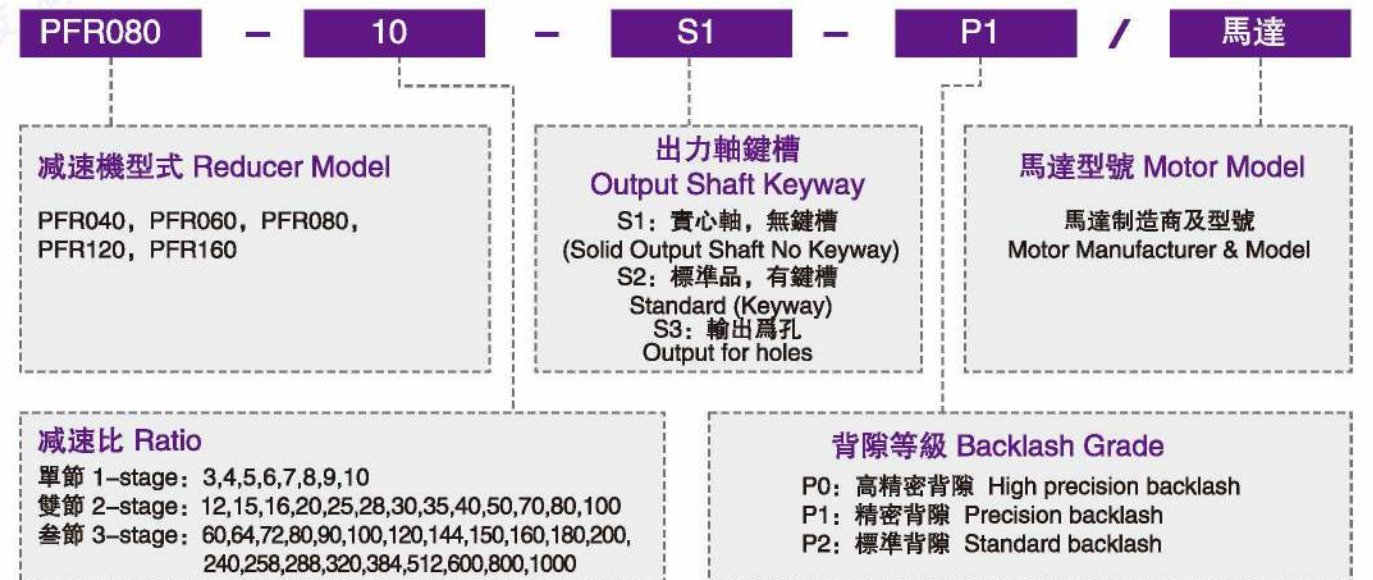 PFR080 – 10 – S1 – P1 / 馬達
减速機型式 Reducer Model
PFR040，PFR060，PFR080，
PFR120，PFR160
出力軸鍵槽
Output Shaft Keyway
S1：實心軸，無鍵槽
(Solid Output Shaft No Keyway)
S2：標準品，有鍵槽
Standard (Keyway)
S3：輸出爲孔
Output for holes
馬達型號 Motor Model
馬達制造商及型號
Motor Manufacturer & Model
减速比 Ratio
單節 1–stage：3,4,5,6,7,8,9,10
雙節 2–stage：12,15,16,20,25,28,30,35,40,50,70,80,100
叁節 3–stage：60,64,72,80,90,100,120,144,150,160,180,200,
240,258,288,320,384,512,600,800,1000
背隙等級 Backlash Grade
P0：高精密背隙 High precision backlash
P1：精密背隙 Precision backlash
P2：標準背隙 Standard backlash